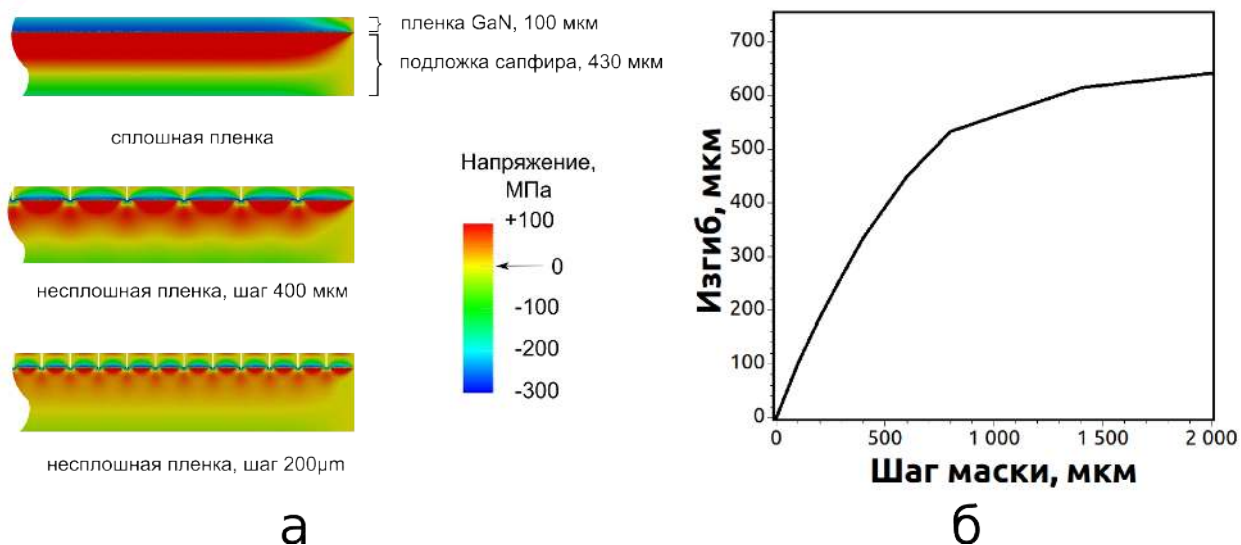 пленка GaN, 100 мкм
подложка сапфира, 430 мкм
сплошная пленка
Напряжение,
МПа
+100
0
-100
-200
-300
несплошная пленка, шаг 400 мкм
несплошная пленка, шаг 200µm
а
Изгиб, мкм
700
600
500
400
300
200
100
0
0 500 1 000 1 500 2 000
Шаг маски, мкм
б